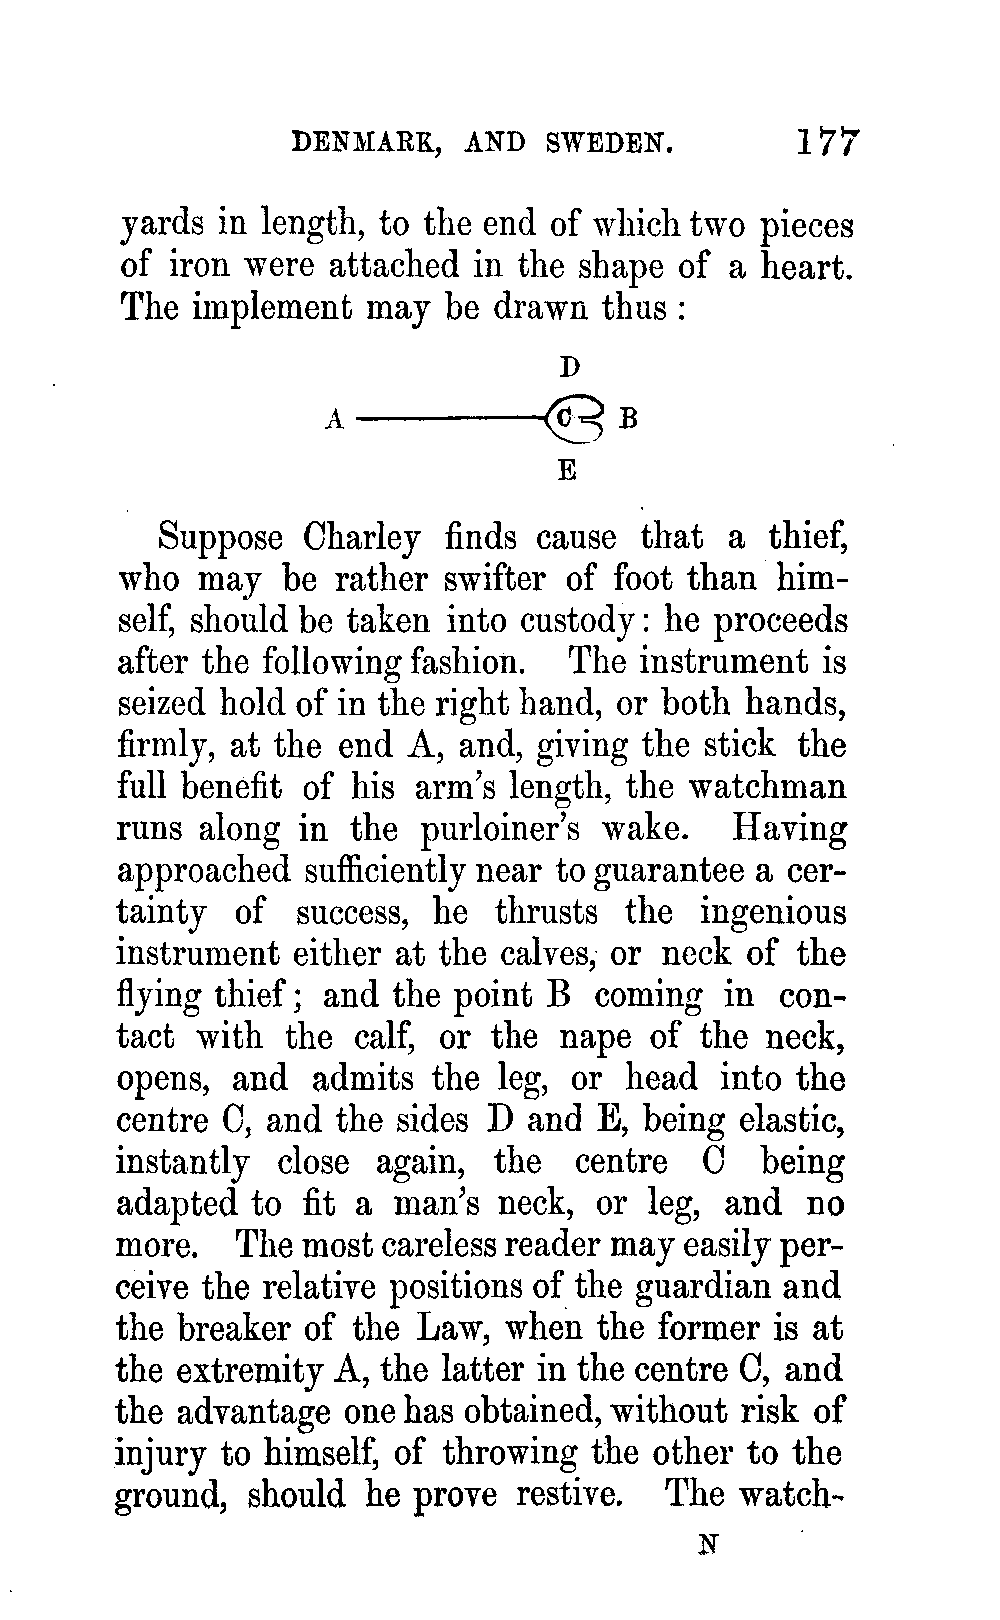 DENMARK, AND SWEDEN. 177
yards in length, to the end of which two pieces
of iron were attached in the shape of a heart.
The implement may be drawn thus :
D
A C B
E
Suppose Charley finds cause that a thief,
who may be rather swifter of foot than him-
self, should be taken into custody: he proceeds
after the following fashion. The instrument is
seized hold of in the right hand, or both hands,
firmly, at the end A, and, giving the stick the
full benefit of his arm's length, the watchman
runs along in the purloiner's wake. Having
approached sufficiently near to guarantee a cer-
tainty of success, he thrusts the ingenious
instrument either at the calves, or neck of the
flying thief; and the point B coming in con-
tact with the calf, or the nape of the neck,
opens, and admits the leg, or head into the
centre C, and the sides D and E, being elastic,
instantly close again, the centre C being
adapted to fit a man's neck, or leg, and no
more. The most careless reader may easily per-
ceive the relative positions of the guardian and
the breaker of the Law, when the former is at
the extremity A, the latter in the centre C, and
the advantage one has obtained, without risk of
injury to himself, of throwing the other to the
ground, should he prove restive. The watch-
N